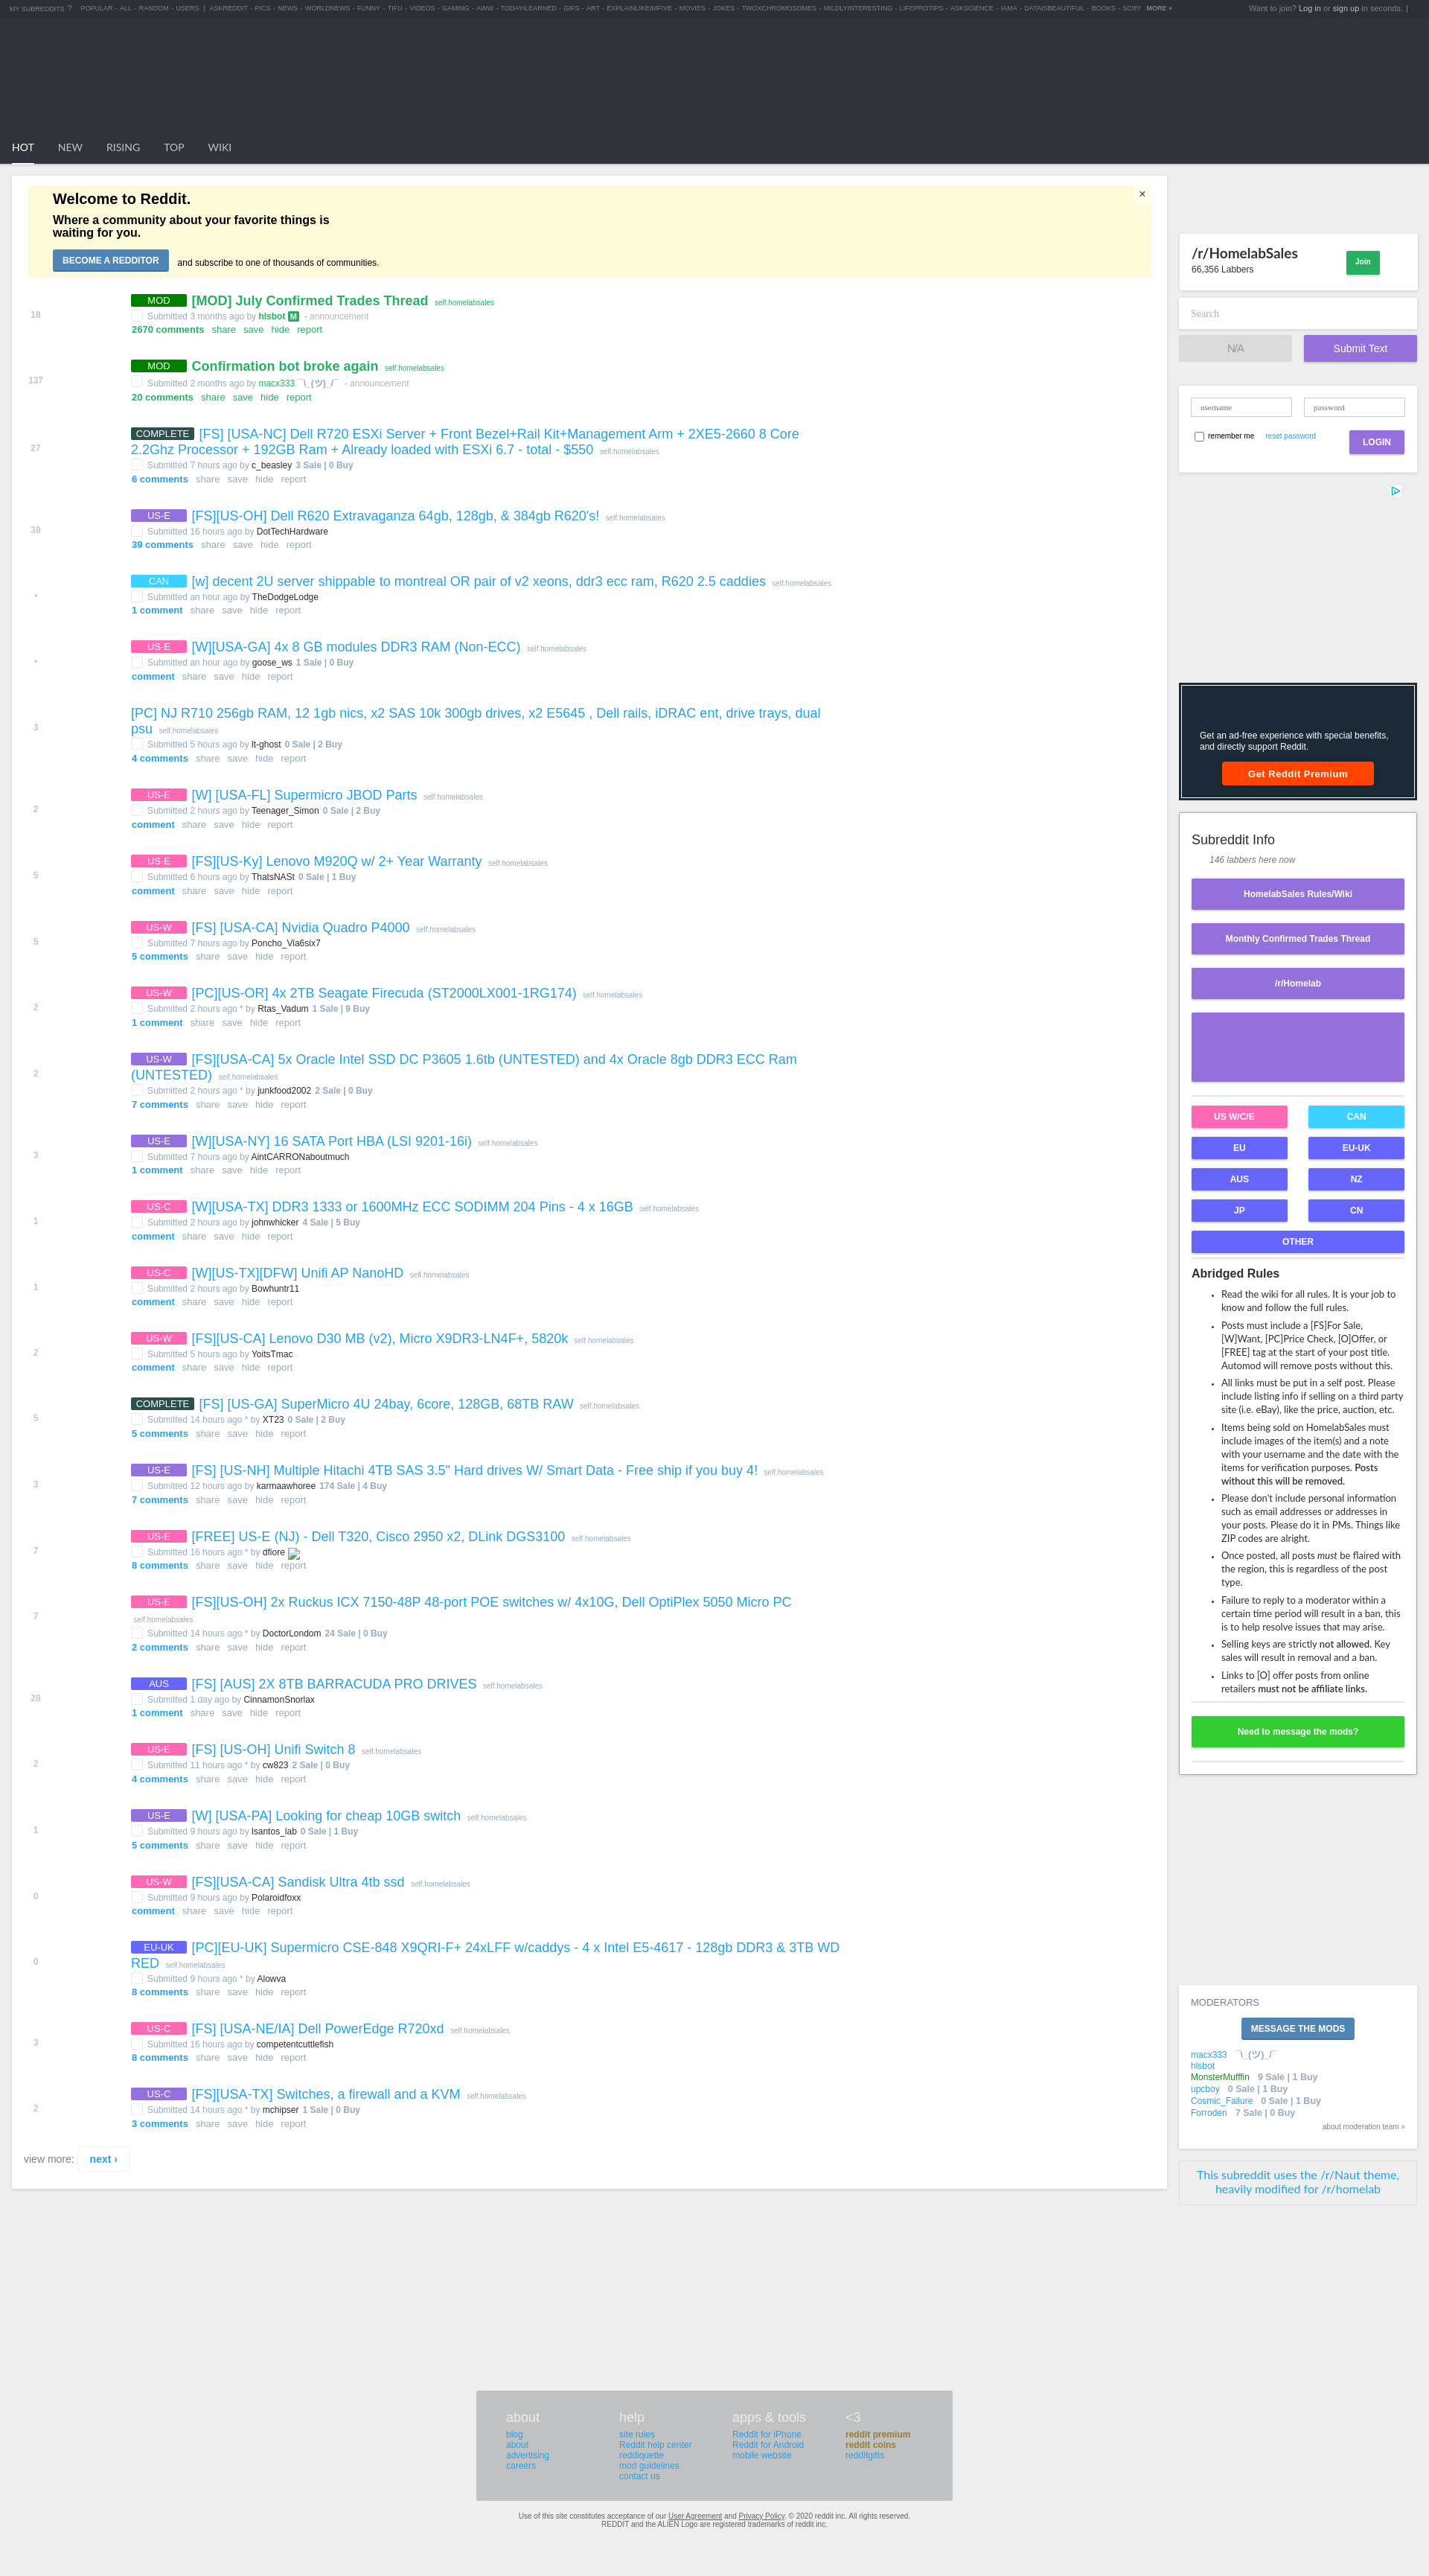 MY SUBREDDITS ? POPULAR - ALL - RANDOM - USERS | ASKREDDIT - PICS - NEWS - WORLDNEWS - FUNNY - TIFU - VIDEOS - GAMING - AWW - TODAYILEARNED - GIFS - ART - EXPLAINLIKEIMFIVE - MOVIES - JOKES - TWOXCHROMOSOMES - MILDLYINTERESTING - LIFEPROTIPS - ASKSCIENCE - IAMA - DATAISBEAUTIFUL - BOOKS - SCIEN MORE » Want to join? Log in or sign up in seconds. |
HOT NEW RISING TOP WIKI
Welcome to Reddit.
Where a community about your favorite things is
waiting for you.
BECOME A REDDITOR and subscribe to one of thousands of communities.
×
18
MOD [MOD] July Confirmed Trades Thread self.homelabsales
Submitted 3 months ago by hlsbot M - announcement
2670 comments share save hide report
137
MOD Confirmation bot broke again self.homelabsales
Submitted 2 months ago by macx333 ¯\_(ツ)_/¯ - announcement
20 comments share save hide report
27
COMPLETE [FS] [USA-NC] Dell R720 ESXi Server + Front Bezel+Rail Kit+Management Arm + 2XE5-2660 8 Core
2.2Ghz Processor + 192GB Ram + Already loaded with ESXi 6.7 - total - $550 self.homelabsales
Submitted 7 hours ago by c_beasley 3 Sale | 0 Buy
6 comments share save hide report
38
US-E [FS][US-OH] Dell R620 Extravaganza 64gb, 128gb, & 384gb R620's! self.homelabsales
Submitted 16 hours ago by DotTechHardware
39 comments share save hide report
•
CAN [w] decent 2U server shippable to montreal OR pair of v2 xeons, ddr3 ecc ram, R620 2.5 caddies self.homelabsales
Submitted an hour ago by TheDodgeLodge
1 comment share save hide report
•
US-E [W][USA-GA] 4x 8 GB modules DDR3 RAM (Non-ECC) self.homelabsales
Submitted an hour ago by goose_ws 1 Sale | 0 Buy
comment share save hide report
3
[PC] NJ R710 256gb RAM, 12 1gb nics, x2 SAS 10k 300gb drives, x2 E5645 , Dell rails, iDRAC ent, drive trays, dual
psu self.homelabsales
Submitted 5 hours ago by lt-ghost 0 Sale | 2 Buy
4 comments share save hide report
2
US-E [W] [USA-FL] Supermicro JBOD Parts self.homelabsales
Submitted 2 hours ago by Teenager_Simon 0 Sale | 2 Buy
comment share save hide report
5
US-E [FS][US-Ky] Lenovo M920Q w/ 2+ Year Warranty self.homelabsales
Submitted 6 hours ago by ThatsNASt 0 Sale | 1 Buy
comment share save hide report
5
US-W [FS] [USA-CA] Nvidia Quadro P4000 self.homelabsales
Submitted 7 hours ago by Poncho_Via6six7
5 comments share save hide report
2
US-W [PC][US-OR] 4x 2TB Seagate Firecuda (ST2000LX001-1RG174) self.homelabsales
Submitted 2 hours ago * by Rtas_Vadum 1 Sale | 9 Buy
1 comment share save hide report
2
US-W [FS][USA-CA] 5x Oracle Intel SSD DC P3605 1.6tb (UNTESTED) and 4x Oracle 8gb DDR3 ECC Ram
(UNTESTED) self.homelabsales
Submitted 2 hours ago * by junkfood2002 2 Sale | 0 Buy
7 comments share save hide report
3
US-E [W][USA-NY] 16 SATA Port HBA (LSI 9201-16i) self.homelabsales
Submitted 7 hours ago by AintCARRONaboutmuch
1 comment share save hide report
1
US-C [W][USA-TX] DDR3 1333 or 1600MHz ECC SODIMM 204 Pins - 4 x 16GB self.homelabsales
Submitted 2 hours ago by johnwhicker 4 Sale | 5 Buy
comment share save hide report
1
US-C [W][US-TX][DFW] Unifi AP NanoHD self.homelabsales
Submitted 2 hours ago by Bowhuntr11
comment share save hide report
2
US-W [FS][US-CA] Lenovo D30 MB (v2), Micro X9DR3-LN4F+, 5820k self.homelabsales
Submitted 5 hours ago by YoitsTmac
comment share save hide report
5
COMPLETE [FS] [US-GA] SuperMicro 4U 24bay, 6core, 128GB, 68TB RAW self.homelabsales
Submitted 14 hours ago * by XT23 0 Sale | 2 Buy
5 comments share save hide report
3
US-E [FS] [US-NH] Multiple Hitachi 4TB SAS 3.5" Hard drives W/ Smart Data - Free ship if you buy 4! self.homelabsales
Submitted 12 hours ago by karmaawhoree 174 Sale | 4 Buy
7 comments share save hide report
7
US-E [FREE] US-E (NJ) - Dell T320, Cisco 2950 x2, DLink DGS3100 self.homelabsales
Submitted 16 hours ago * by dfiore
8 comments share save hide report
7
US-E [FS][US-OH] 2x Ruckus ICX 7150-48P 48-port POE switches w/ 4x10G, Dell OptiPlex 5050 Micro PC
self.homelabsales
Submitted 14 hours ago * by DoctorLondom 24 Sale | 0 Buy
2 comments share save hide report
28
AUS [FS] [AUS] 2X 8TB BARRACUDA PRO DRIVES self.homelabsales
Submitted 1 day ago by CinnamonSnorlax
1 comment share save hide report
2
US-E [FS] [US-OH] Unifi Switch 8 self.homelabsales
Submitted 11 hours ago * by cw823 2 Sale | 0 Buy
4 comments share save hide report
1
US-E [W] [USA-PA] Looking for cheap 10GB switch self.homelabsales
Submitted 9 hours ago by lsantos_lab 0 Sale | 1 Buy
5 comments share save hide report
0
US-W [FS][USA-CA] Sandisk Ultra 4tb ssd self.homelabsales
Submitted 9 hours ago by Polaroidfoxx
comment share save hide report
0
EU-UK [PC][EU-UK] Supermicro CSE-848 X9QRI-F+ 24xLFF w/caddys - 4 x Intel E5-4617 - 128gb DDR3 & 3TB WD
RED self.homelabsales
Submitted 9 hours ago * by Alowva
8 comments share save hide report
3
US-C [FS] [USA-NE/IA] Dell PowerEdge R720xd self.homelabsales
Submitted 16 hours ago by competentcuttlefish
8 comments share save hide report
2
US-C [FS][USA-TX] Switches, a firewall and a KVM self.homelabsales
Submitted 14 hours ago * by mchipser 1 Sale | 0 Buy
3 comments share save hide report
view more: next ›
/r/HomelabSales
66,356 Labbers
Join
Search
N/A Submit Text
username password
remember me reset password LOGIN
Get an ad-free experience with special benefits,
and directly support Reddit.
Get Reddit Premium
Subreddit Info
146 labbers here now
HomelabSales Rules/Wiki
Monthly Confirmed Trades Thread
/r/Homelab
US W/C/E CAN
EU EU-UK
AUS NZ
JP CN
OTHER
Abridged Rules
• Read the wiki for all rules. It is your job to
know and follow the full rules.
• Posts must include a [FS]For Sale,
[W]Want, [PC]Price Check, [O]Offer, or
[FREE] tag at the start of your post title.
Automod will remove posts without this.
• All links must be put in a self post. Please
include listing info if selling on a third party
site (i.e. eBay), like the price, auction, etc.
• Items being sold on HomelabSales must
include images of the item(s) and a note
with your username and the date with the
items for verification purposes. Posts
without this will be removed.
• Please don't include personal information
such as email addresses or addresses in
your posts. Please do it in PMs. Things like
ZIP codes are alright.
• Once posted, all posts must be flaired with
the region, this is regardless of the post
type.
• Failure to reply to a moderator within a
certain time period will result in a ban, this
is to help resolve issues that may arise.
• Selling keys are strictly not allowed. Key
sales will result in removal and a ban.
• Links to [O] offer posts from online
retailers must not be affiliate links.
Need to message the mods?
MODERATORS
MESSAGE THE MODS
macx333 ¯\_(ツ)_/¯
hlsbot
MonsterMufffin 9 Sale | 1 Buy
upcboy 0 Sale | 1 Buy
Cosmic_Failure 0 Sale | 1 Buy
Forroden 7 Sale | 0 Buy
about moderation team »
This subreddit uses the /r/Naut theme,
heavily modified for /r/homelab
about help apps & tools <3
blog site rules Reddit for iPhone reddit premium
about Reddit help center Reddit for Android reddit coins
advertising reddiquette mobile website redditgifts
careers mod guidelines
contact us
Use of this site constitutes acceptance of our User Agreement and Privacy Policy. © 2020 reddit inc. All rights reserved.
REDDIT and the ALIEN Logo are registered trademarks of reddit inc.